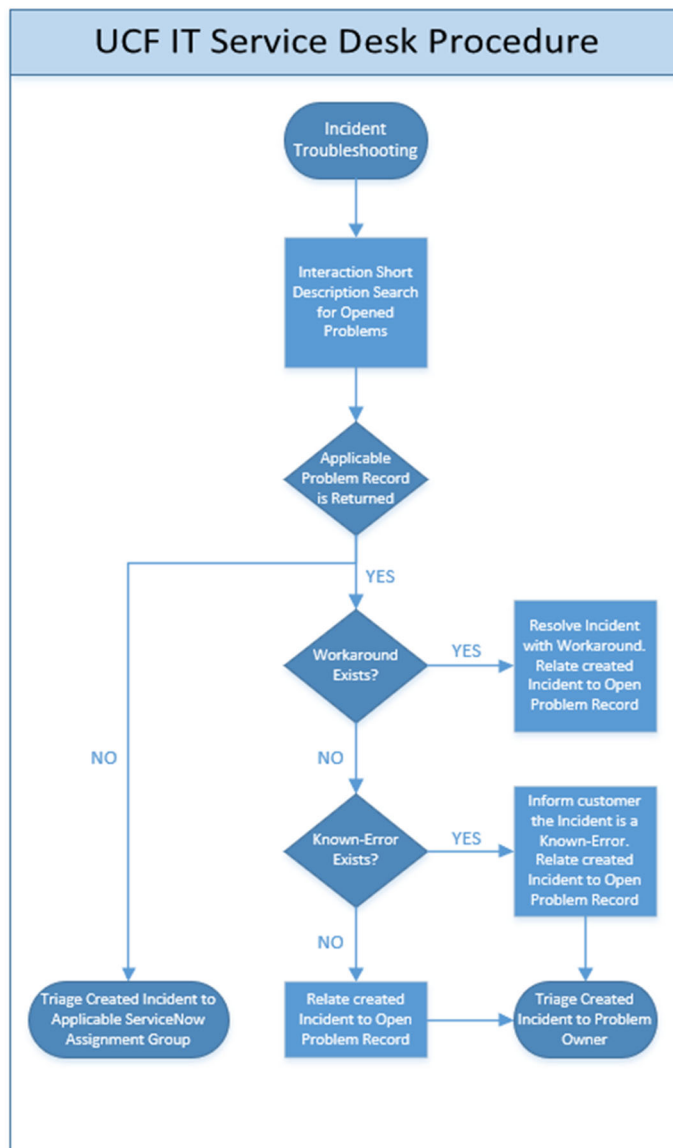 UCF IT Service Desk Procedure
Incident
Troubleshooting
Interaction Short
Description Search
for Opened
Problems
Applicable
Problem Record
is Returned
YES
Workaround
Exists?
YES
Resolve Incident
with Workaround.
Relate created
Incident to Open
Problem Record
NO
NO
Known-Error
Exists?
YES
Inform customer
the Incident is a
Known-Error.
Relate created
Incident to Open
Problem Record
NO
Triage Created Incident to
Applicable ServiceNow
Assignment Group
Relate created
Incident to Open
Problem Record
Triage Created
Incident to Problem
Owner